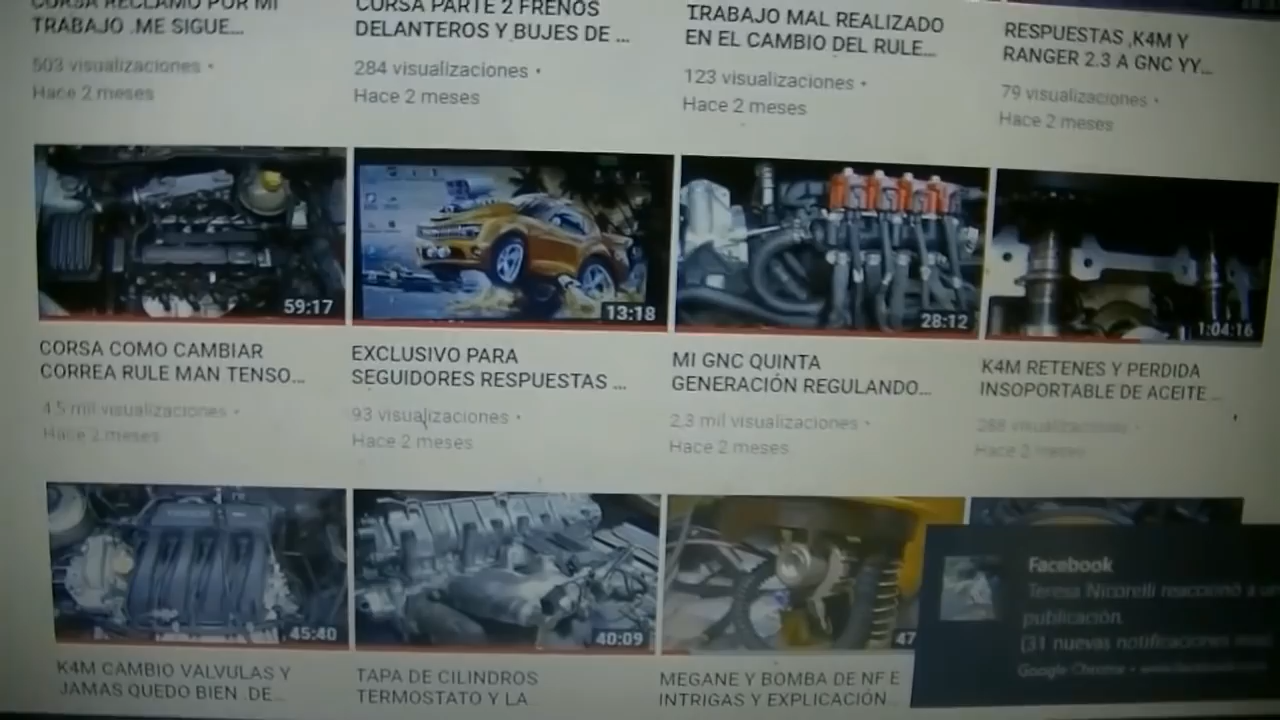 CORSA RECLAMO POR MI
TRABAJO .ME SIGUE...
503 visualizaciones •
Hace 2 meses
CORSA PARTE 2 FRENOS
DELANTEROS Y BUJES DE ...
284 visualizaciones •
Hace 2 meses
TRABAJO MAL REALIZADO
EN EL CAMBIO DEL RULE...
123 visualizaciones •
Hace 2 meses
RESPUESTAS ,K4M Y
RANGER 2.3 A GNC YY...
79 visualizaciones •
Hace 2 meses
59:17
CORSA COMO CAMBIAR
CORREA RULE MAN TENSO...
4,5 mil visualizaciones •
Hace 2 meses
13:18
EXCLUSIVO PARA
SEGUIDORES RESPUESTAS ...
93 visualizaciones •
Hace 2 meses
28:12
MI GNC QUINTA
GENERACIÓN REGULANDO...
2,3 mil visualizaciones •
Hace 2 meses
1:04:16
K4M RETENES Y PERDIDA
INSOPORTABLE DE ACEITE ...
288 visualizaciones •
Hace 2 meses
45:40
K4M CAMBIO VALVULAS Y
JAMAS QUEDO BIEN .DE...
40:09
TAPA DE CILINDROS
TERMOSTATO Y LA
47
MEGANE Y BOMBA DE NF E
INTRIGAS Y EXPLICACIÓN...
Facebook
Teresa Nicorelli reaccionó a
publicación.
(31 nuevas notificaciones
Google Chrome •